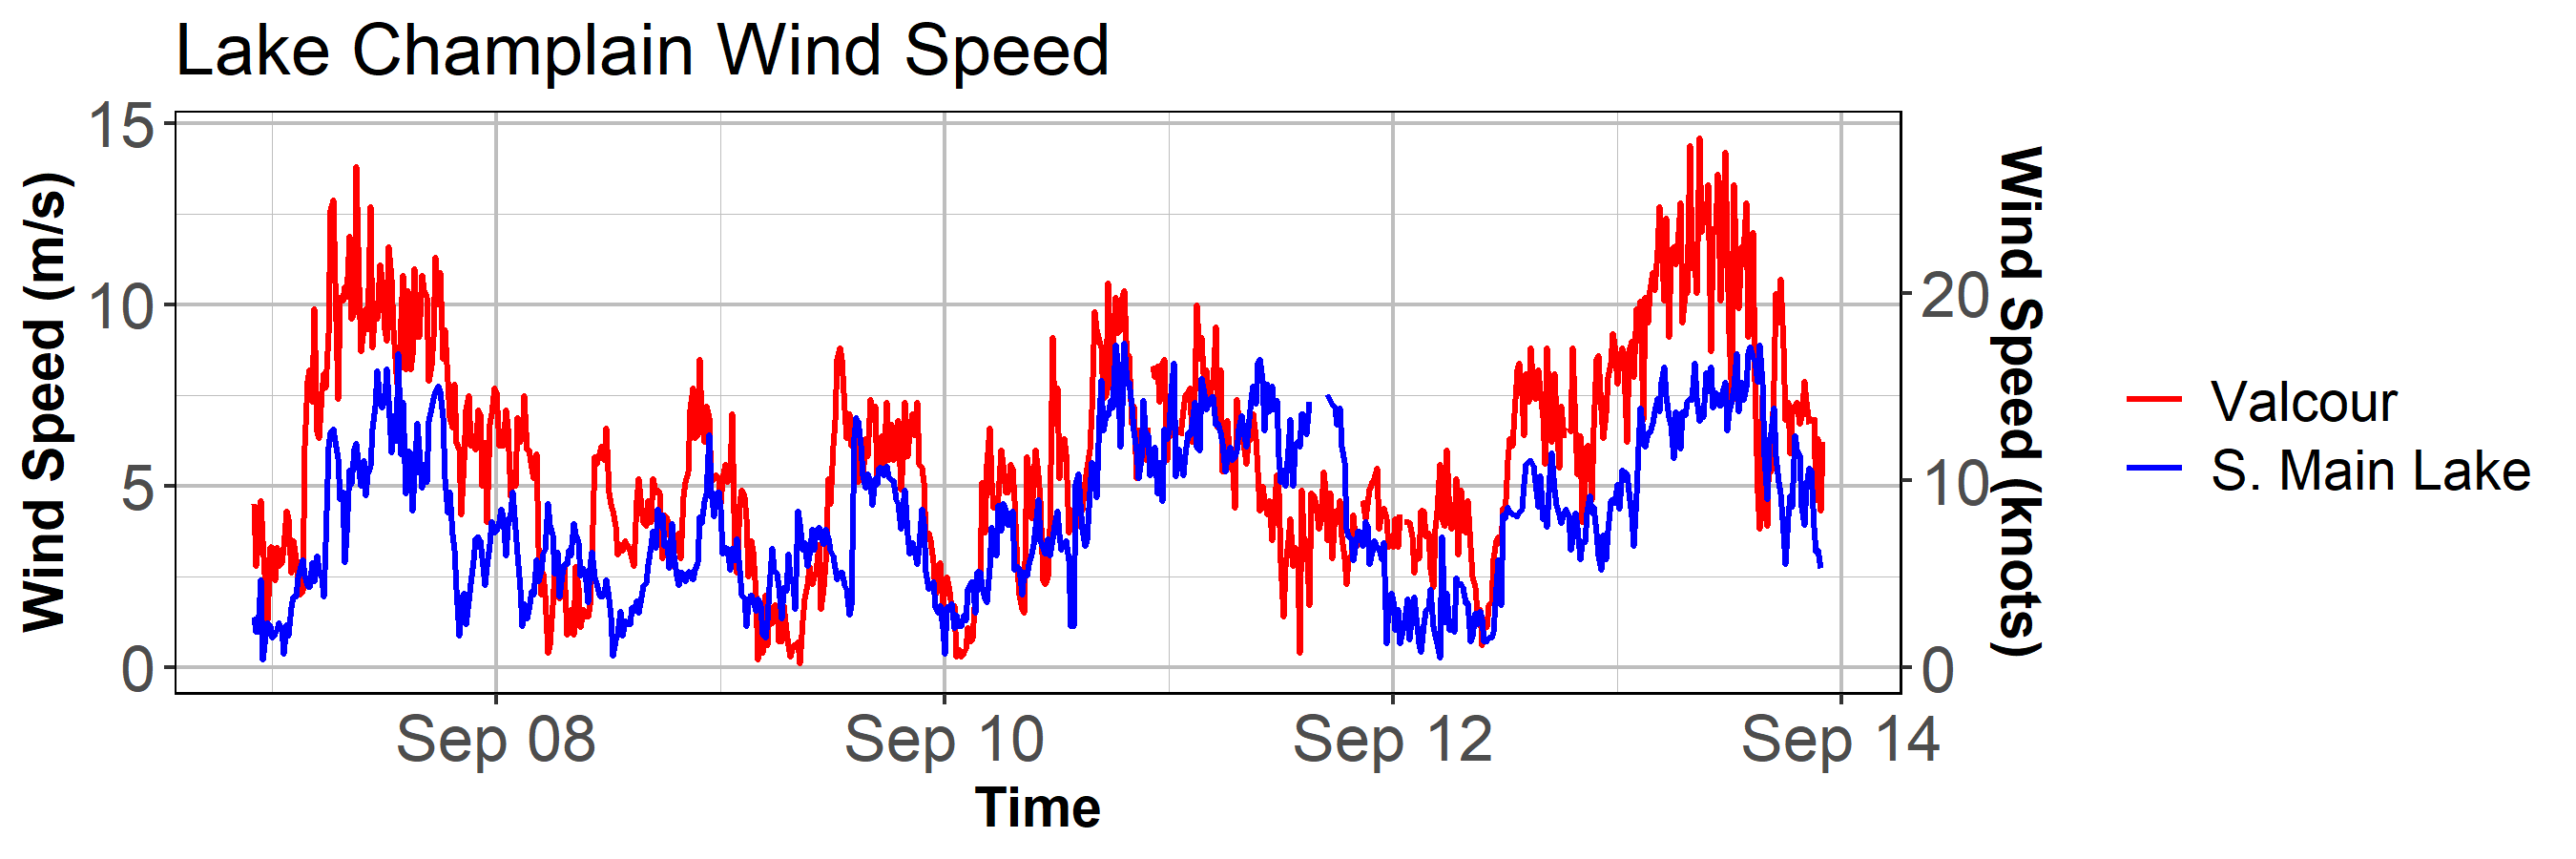 Lake Champlain Wind Speed
15
10
5
0
Wind Speed (m/s)
20
10
0
Wind Speed (knots)
Sep 08
Sep 10
Sep 12
Sep 14
Time
Valcour
S. Main Lake